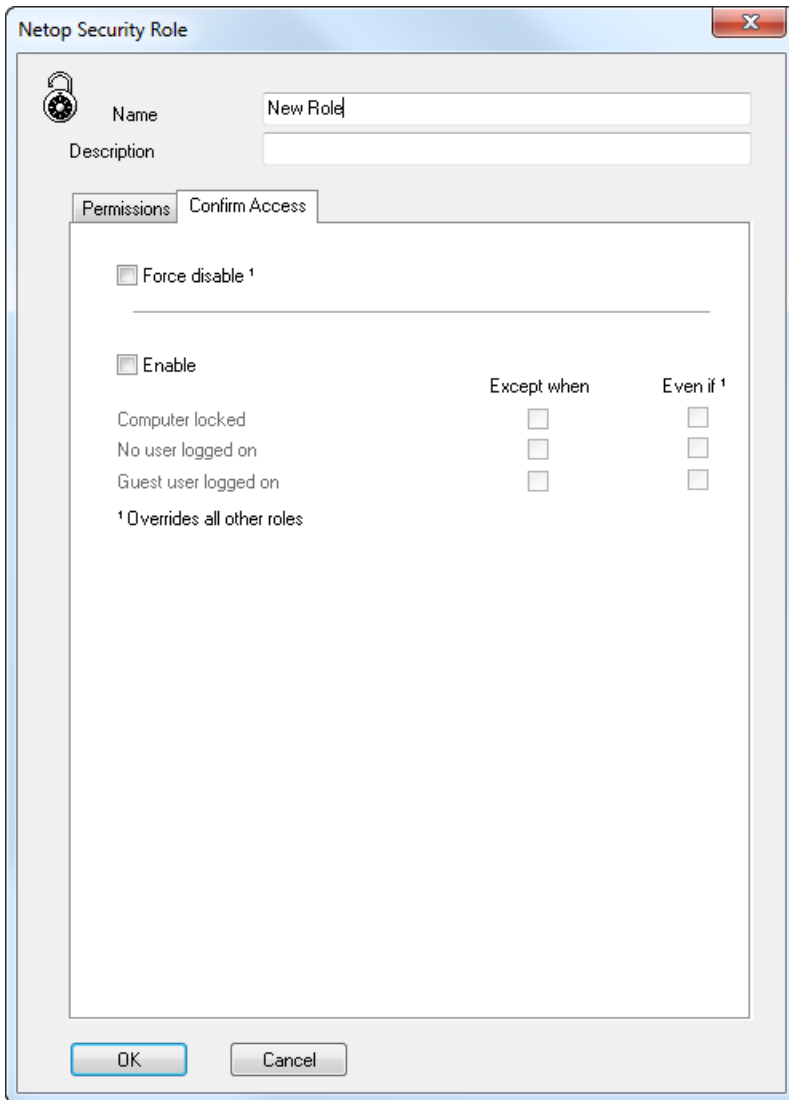 Netop Security Role
Name New Role
Description
Permissions Confirm Access
Force disable ¹
Enable
Except when Even if ¹
Computer locked
No user logged on
Guest user logged on
¹ Overrides all other roles
OK Cancel